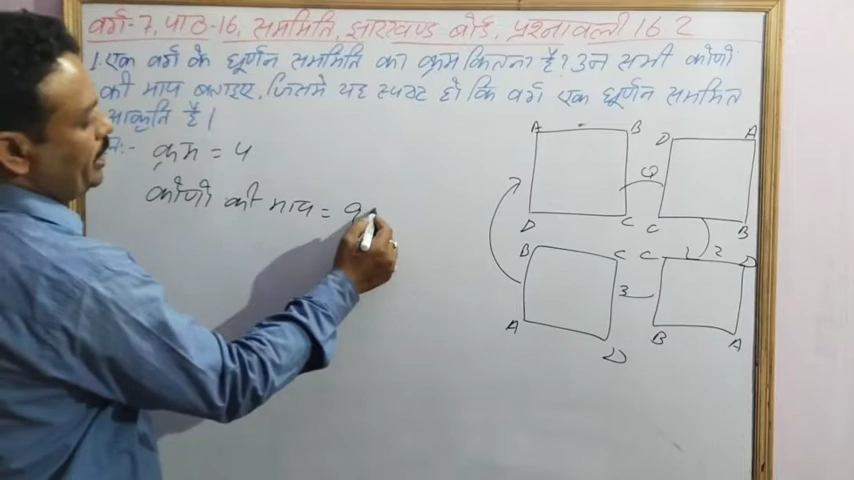 वर्ग-7, पाठ-16, सममिति, झारखण्ड बोर्ड, प्रश्नावली 16.2
1. एक वर्ग के घूर्णन सममिति का क्रम कितना है? उन सभी कोणों
की माप बताइए, जिसमे यह स्पष्ट हो कि वर्ग एक घूर्णन सममित
आकृति है।
क्रम = 4
कोणों की माप = 9
A B D A
D C C B
B C C D
1 2
3
A D B A